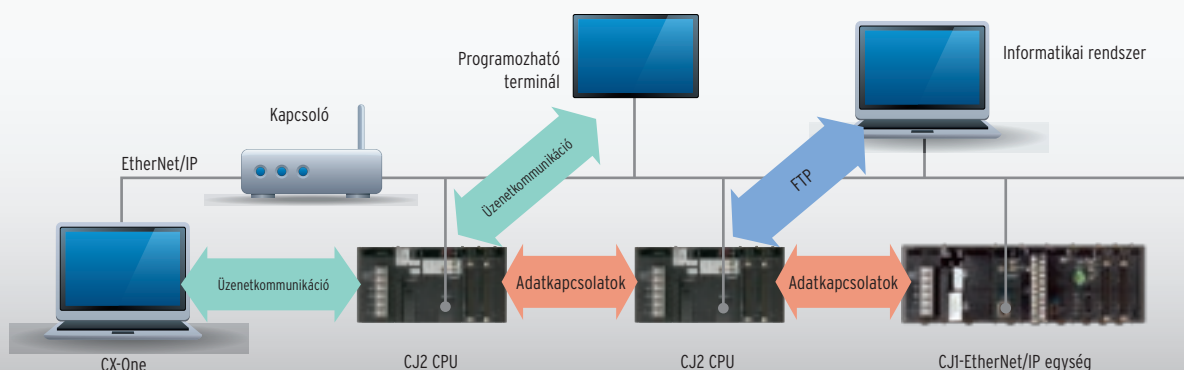 Programozható
terminál
Informatikai rendszer
Kapcsoló
EtherNet/IP
Üzenetkommunikáció
FTP
Üzenetkommunikáció
Adatkapcsolatok
Adatkapcsolatok
CX-One
CJ2 CPU
CJ2 CPU
CJ1-EtherNet/IP egység